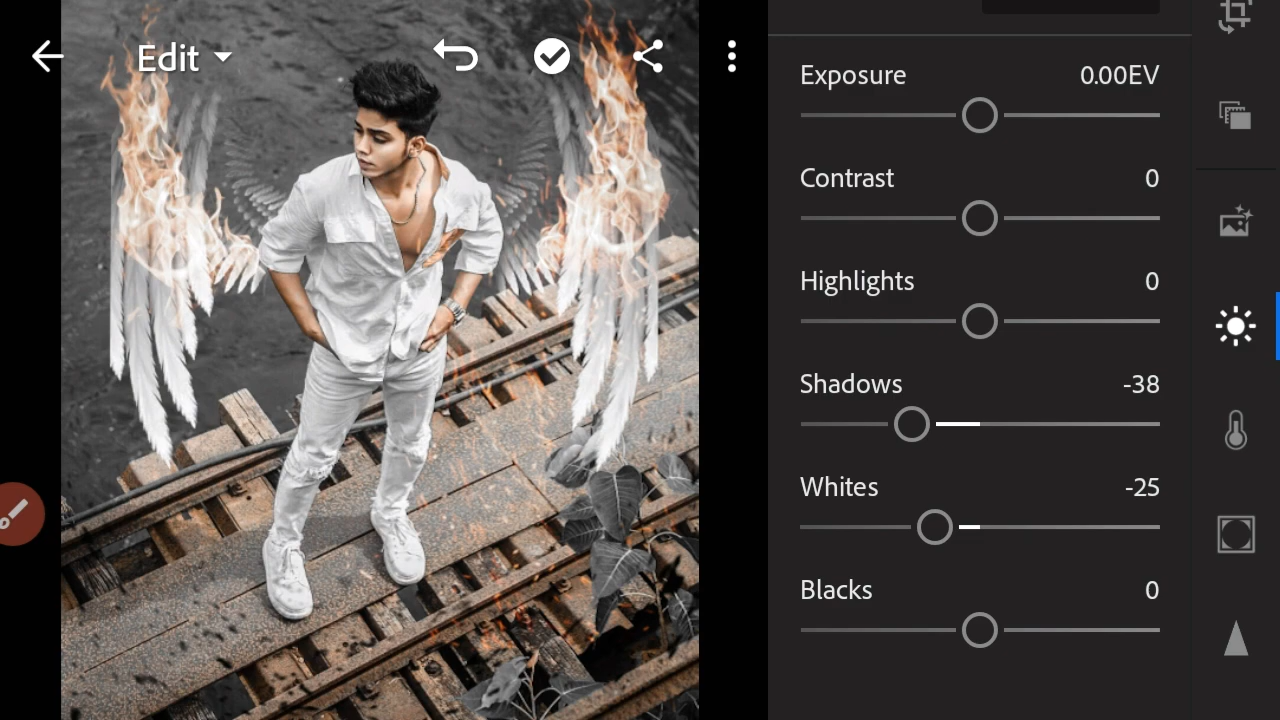 Edit
Exposure 0.00EV
Contrast 0
Highlights 0
Shadows -38
Whites -25
Blacks 0